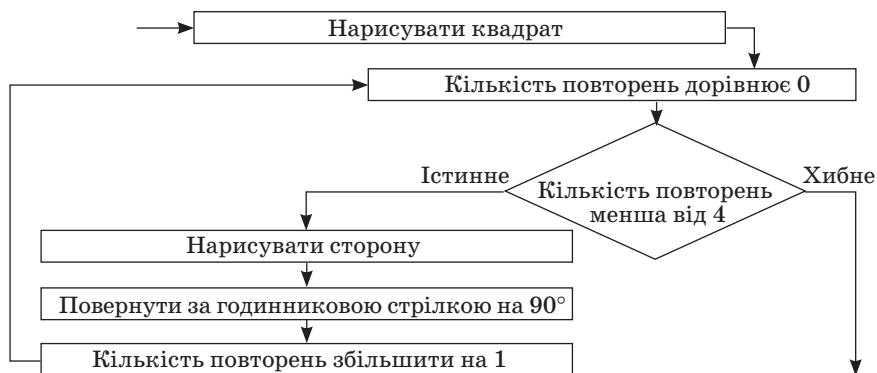 Нарисувати квадрат
Кількість повторень дорівнює 0
Істинне
Хибне
Кількість повторень
менша від 4
Нарисувати сторону
Повернути за годинниковою стрілкою на 90°
Кількість повторень збільшити на 1